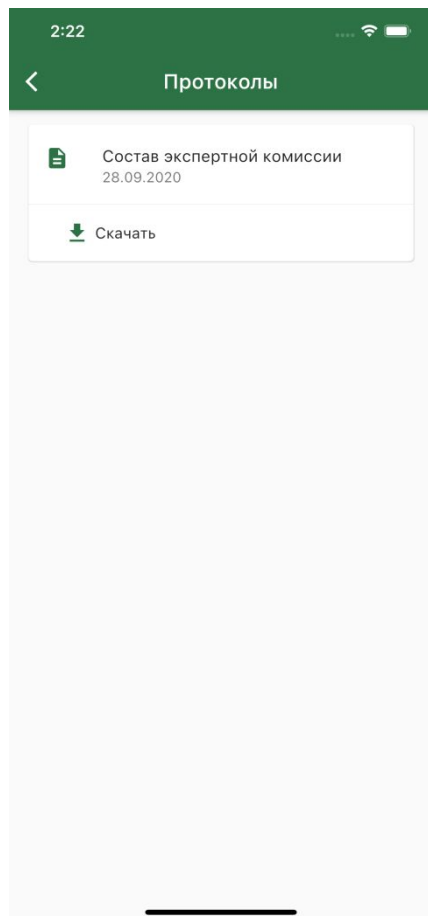 2:22
Протоколы
Состав экспертной комиссии
28.09.2020
Скачать